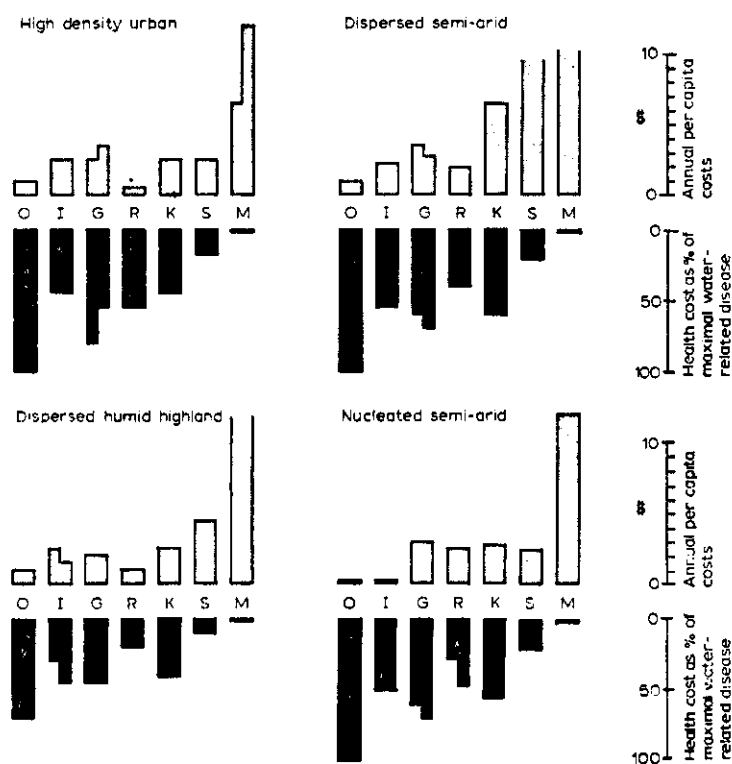 High density urban
Dispersed semi-arid
10
0
$
Annual per capita
costs
O I G R K S M
O I G R K S M
0
50
100
Health cost as % of
maximal water-
related disease
Dispersed humid highland
Nucleated semi-arid
10
0
$
Annual per capita
costs
O I G R K S M
O I G R K S M
0
50
100
Health cost as % of
maximal water-
related disease